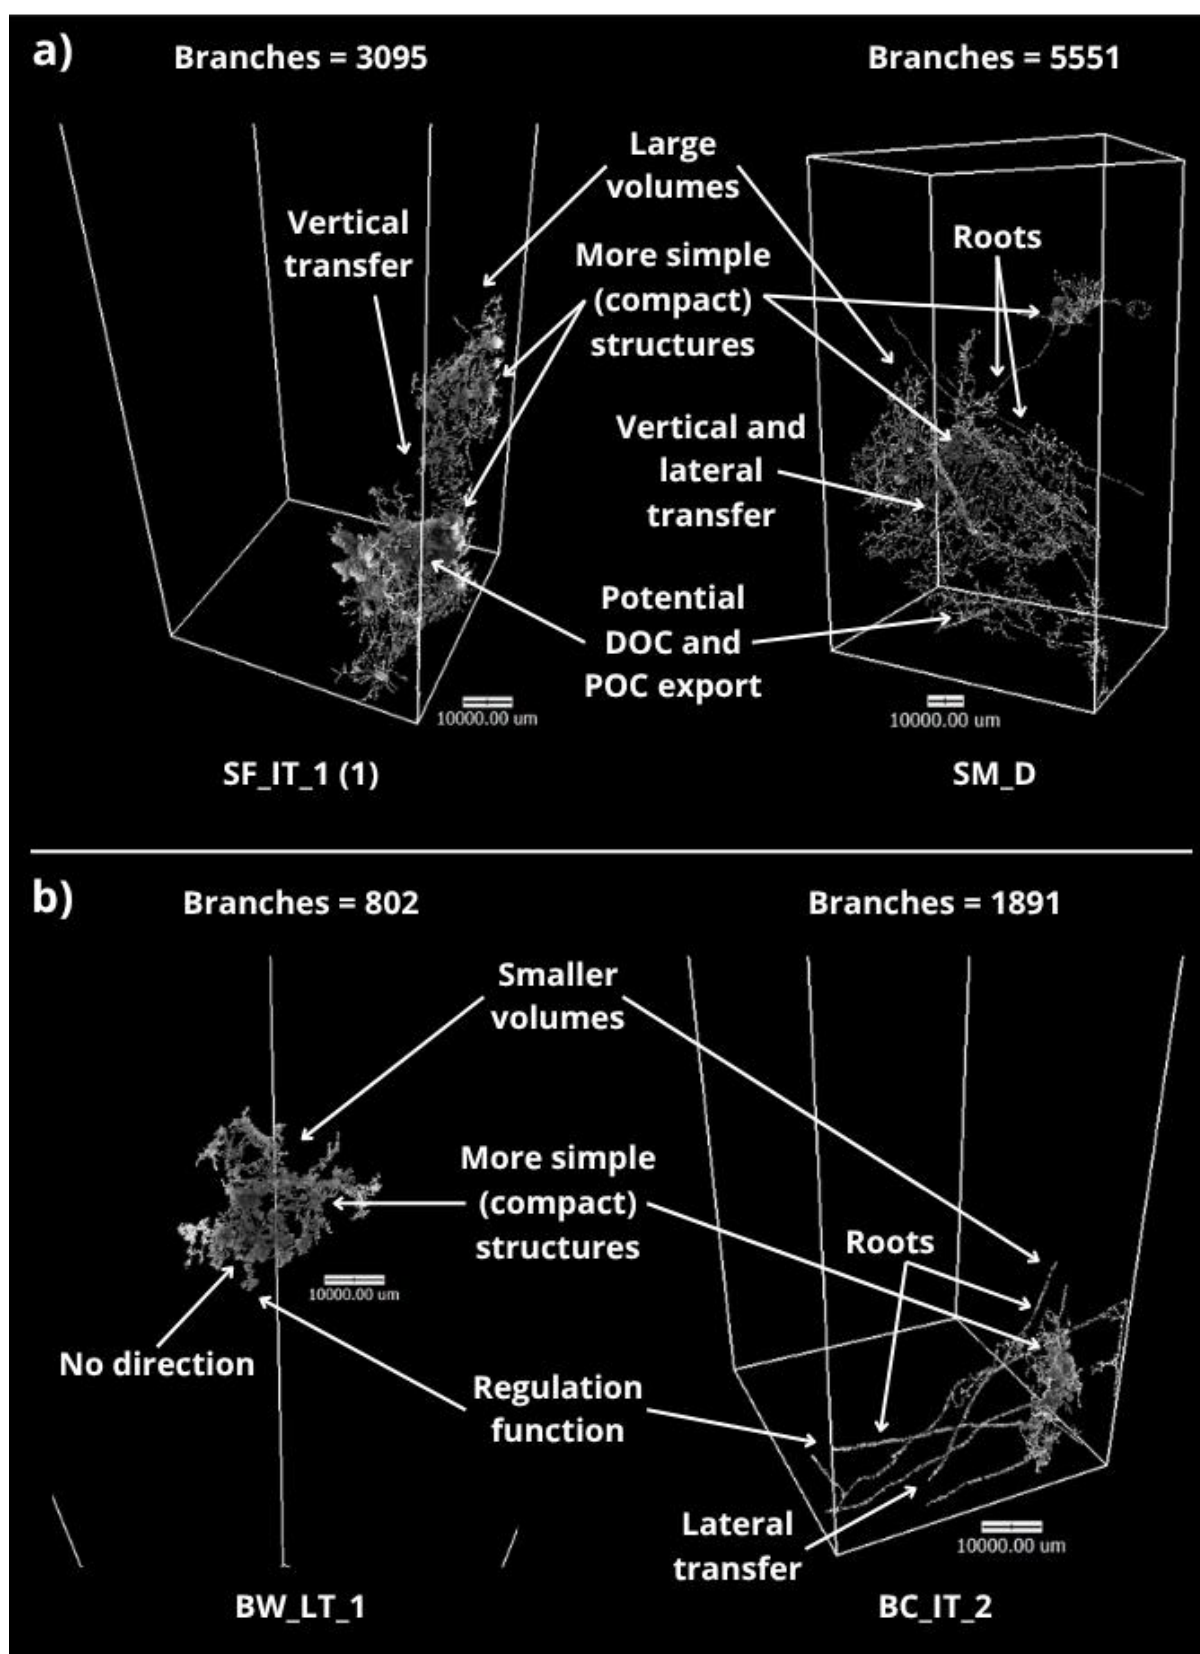 a)
Branches = 3095
Branches = 5551
Large
volumes
Vertical
transfer
More simple
(compact)
structures
Roots
Vertical and
lateral
transfer
Potential
DOC and
POC export
10000.00 um
10000.00 um
SF_IT_1 (1)
SM_D
b)
Branches = 802
Branches = 1891
Smaller
volumes
More simple
(compact)
structures
Roots
10000.00 um
No direction
Regulation
function
Lateral
transfer
10000.00 um
BW_LT_1
BC_IT_2